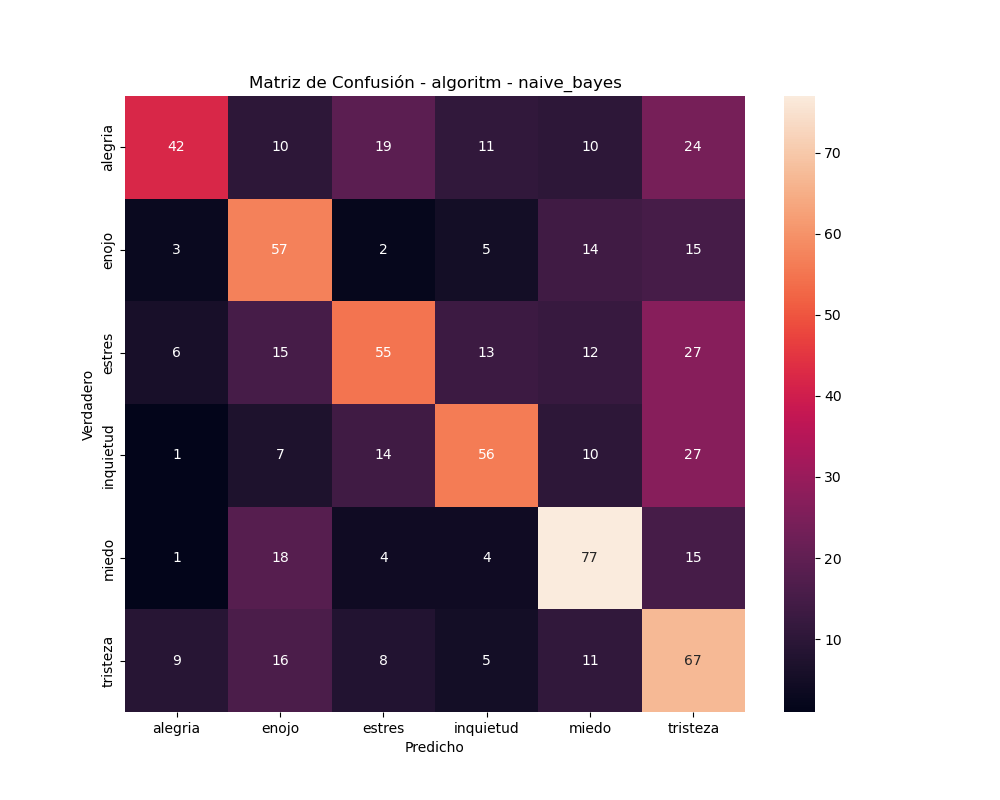 Matriz de Confusión - algoritm - naive_bayes
alegria 42 10 19 11 10 24
enojo 3 57 2 5 14 15
estres 6 15 55 13 12 27
inquietud 1 7 14 56 10 27
miedo 1 18 4 4 77 15
tristeza 9 16 8 5 11 67
alegria enojo estres inquietud miedo tristeza
Predicho
Verdadero
70
60
50
40
30
20
10